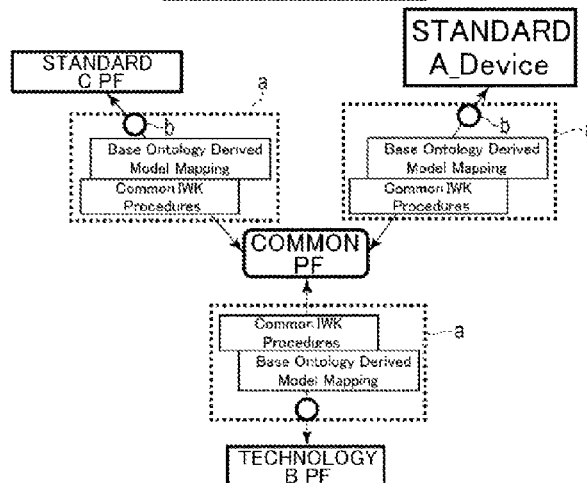 STANDARD
A_Device
STANDARD
C PF
a
b
b
Base Ontology Derived
Model Mapping
Common IWK
Procedures
Base Ontology Derived
Model Mapping
Common IWK
Procedures
COMMON
PF
Common IWK
Procedures
a
Base Ontology Derived
Model Mapping
TECHNOLOGY
B PF